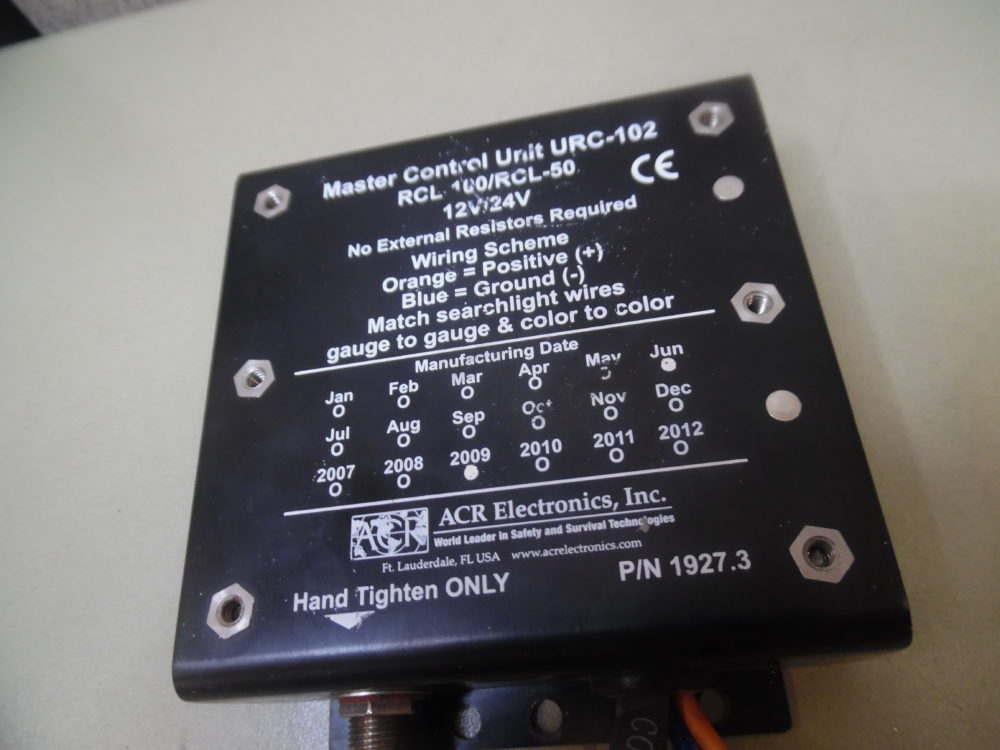 Master Control Unit URC-102
RCL 100/RCL-50
CE
12V/24V
No External Resistors Required
Wiring Scheme
Orange = Positive (+)
Blue = Ground (-)
Match searchlight wires
gauge to gauge & color to color
Manufacturing Date
Jan Feb Mar Apr May Jun
Jul Aug Sep Oct Nov Dec
2007 2008 2009 2010 2011 2012
ACR
ACR Electronics, Inc.
World Leader in Safety and Survival Technologies
Ft. Lauderdale, FL USA www.acrelectronics.com
Hand Tighten ONLY
P/N 1927.3